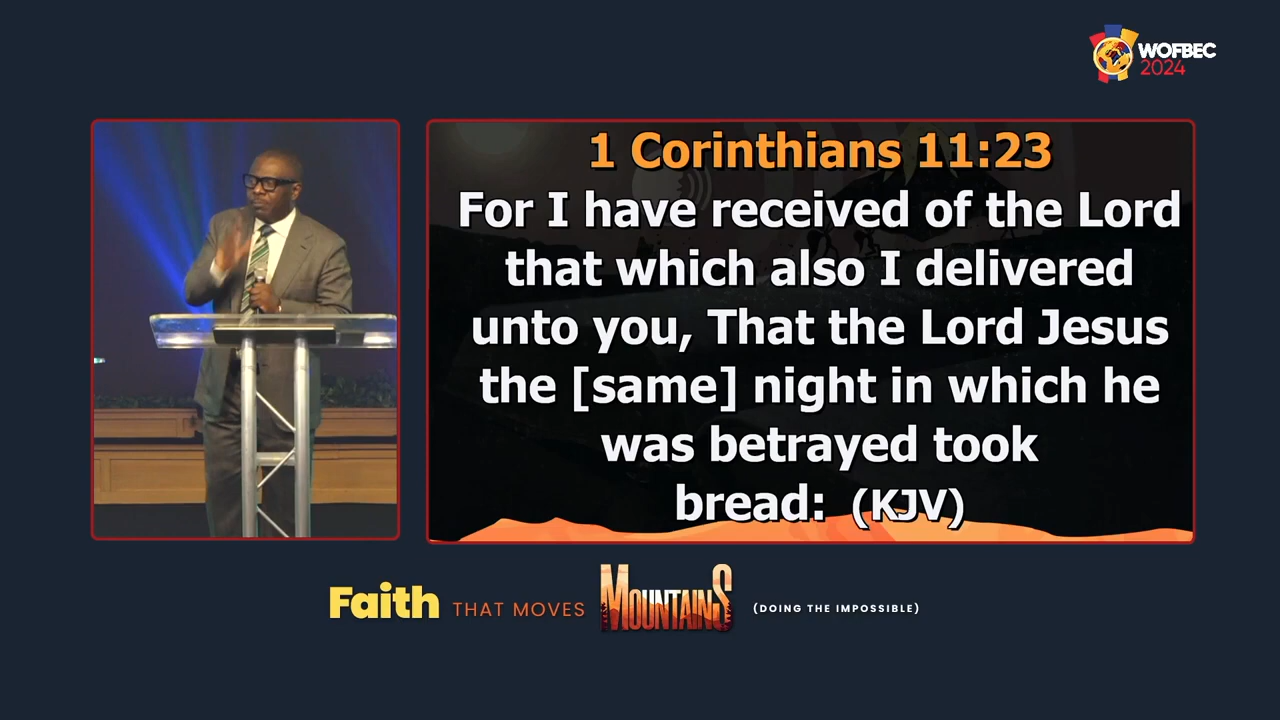 WOFBEC
2024
1 Corinthians 11:23
For I have received of the Lord
that which also I delivered
unto you, That the Lord Jesus
the [same] night in which he
was betrayed took
bread: (KJV)
Faith THAT MOVES MOUNTAINS (DOING THE IMPOSSIBLE)